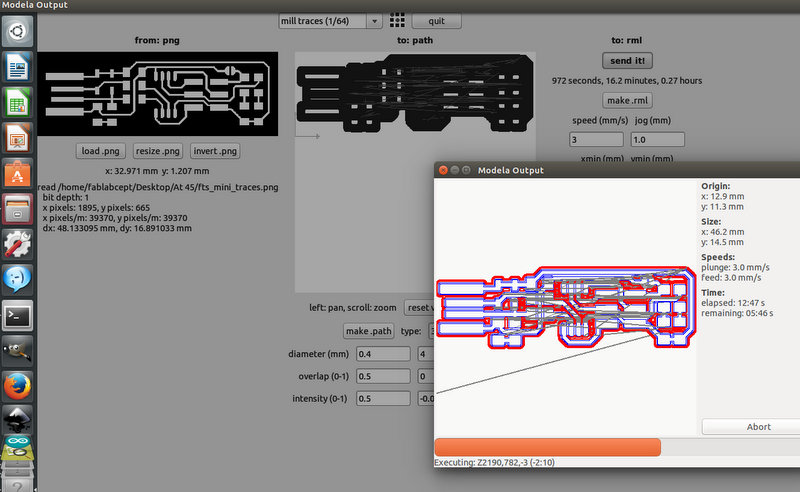 Modela Output
mill traces (1/64)
quit
from: png
to: path
to: rml
send it!
972 seconds, 16.2 minutes, 0.27 hours
make .rml
speed (mm/s) jog (mm)
3 1.0
xmin (mm) ymin (mm)
load .png resize .png invert .png
x: 32.971 mm y: 1.207 mm
read /home/fablabcept/Desktop/At 45/fts_mini_traces.png
bit depth: 1
x pixels: 1895, y pixels: 665
x pixels/m: 39370, y pixels/m: 39370
dx: 48.133095 mm, dy: 16.891033 mm
left: pan, scroll: zoom reset
make .path type:
diameter (mm) 0.4 4
overlap (0-1) 0.5 0
intensity (0-1) 0.5 -0.0
Modela Output
Origin:
x: 12.9 mm
y: 11.3 mm
Size:
x: 46.2 mm
y: 14.5 mm
Speeds:
plunge: 3.0 mm/s
feed: 3.0 mm/s
Time:
elapsed: 12:47 s
remaining: 05:46 s
Abort
Executing: Z2190,782,-3 (-2:10)